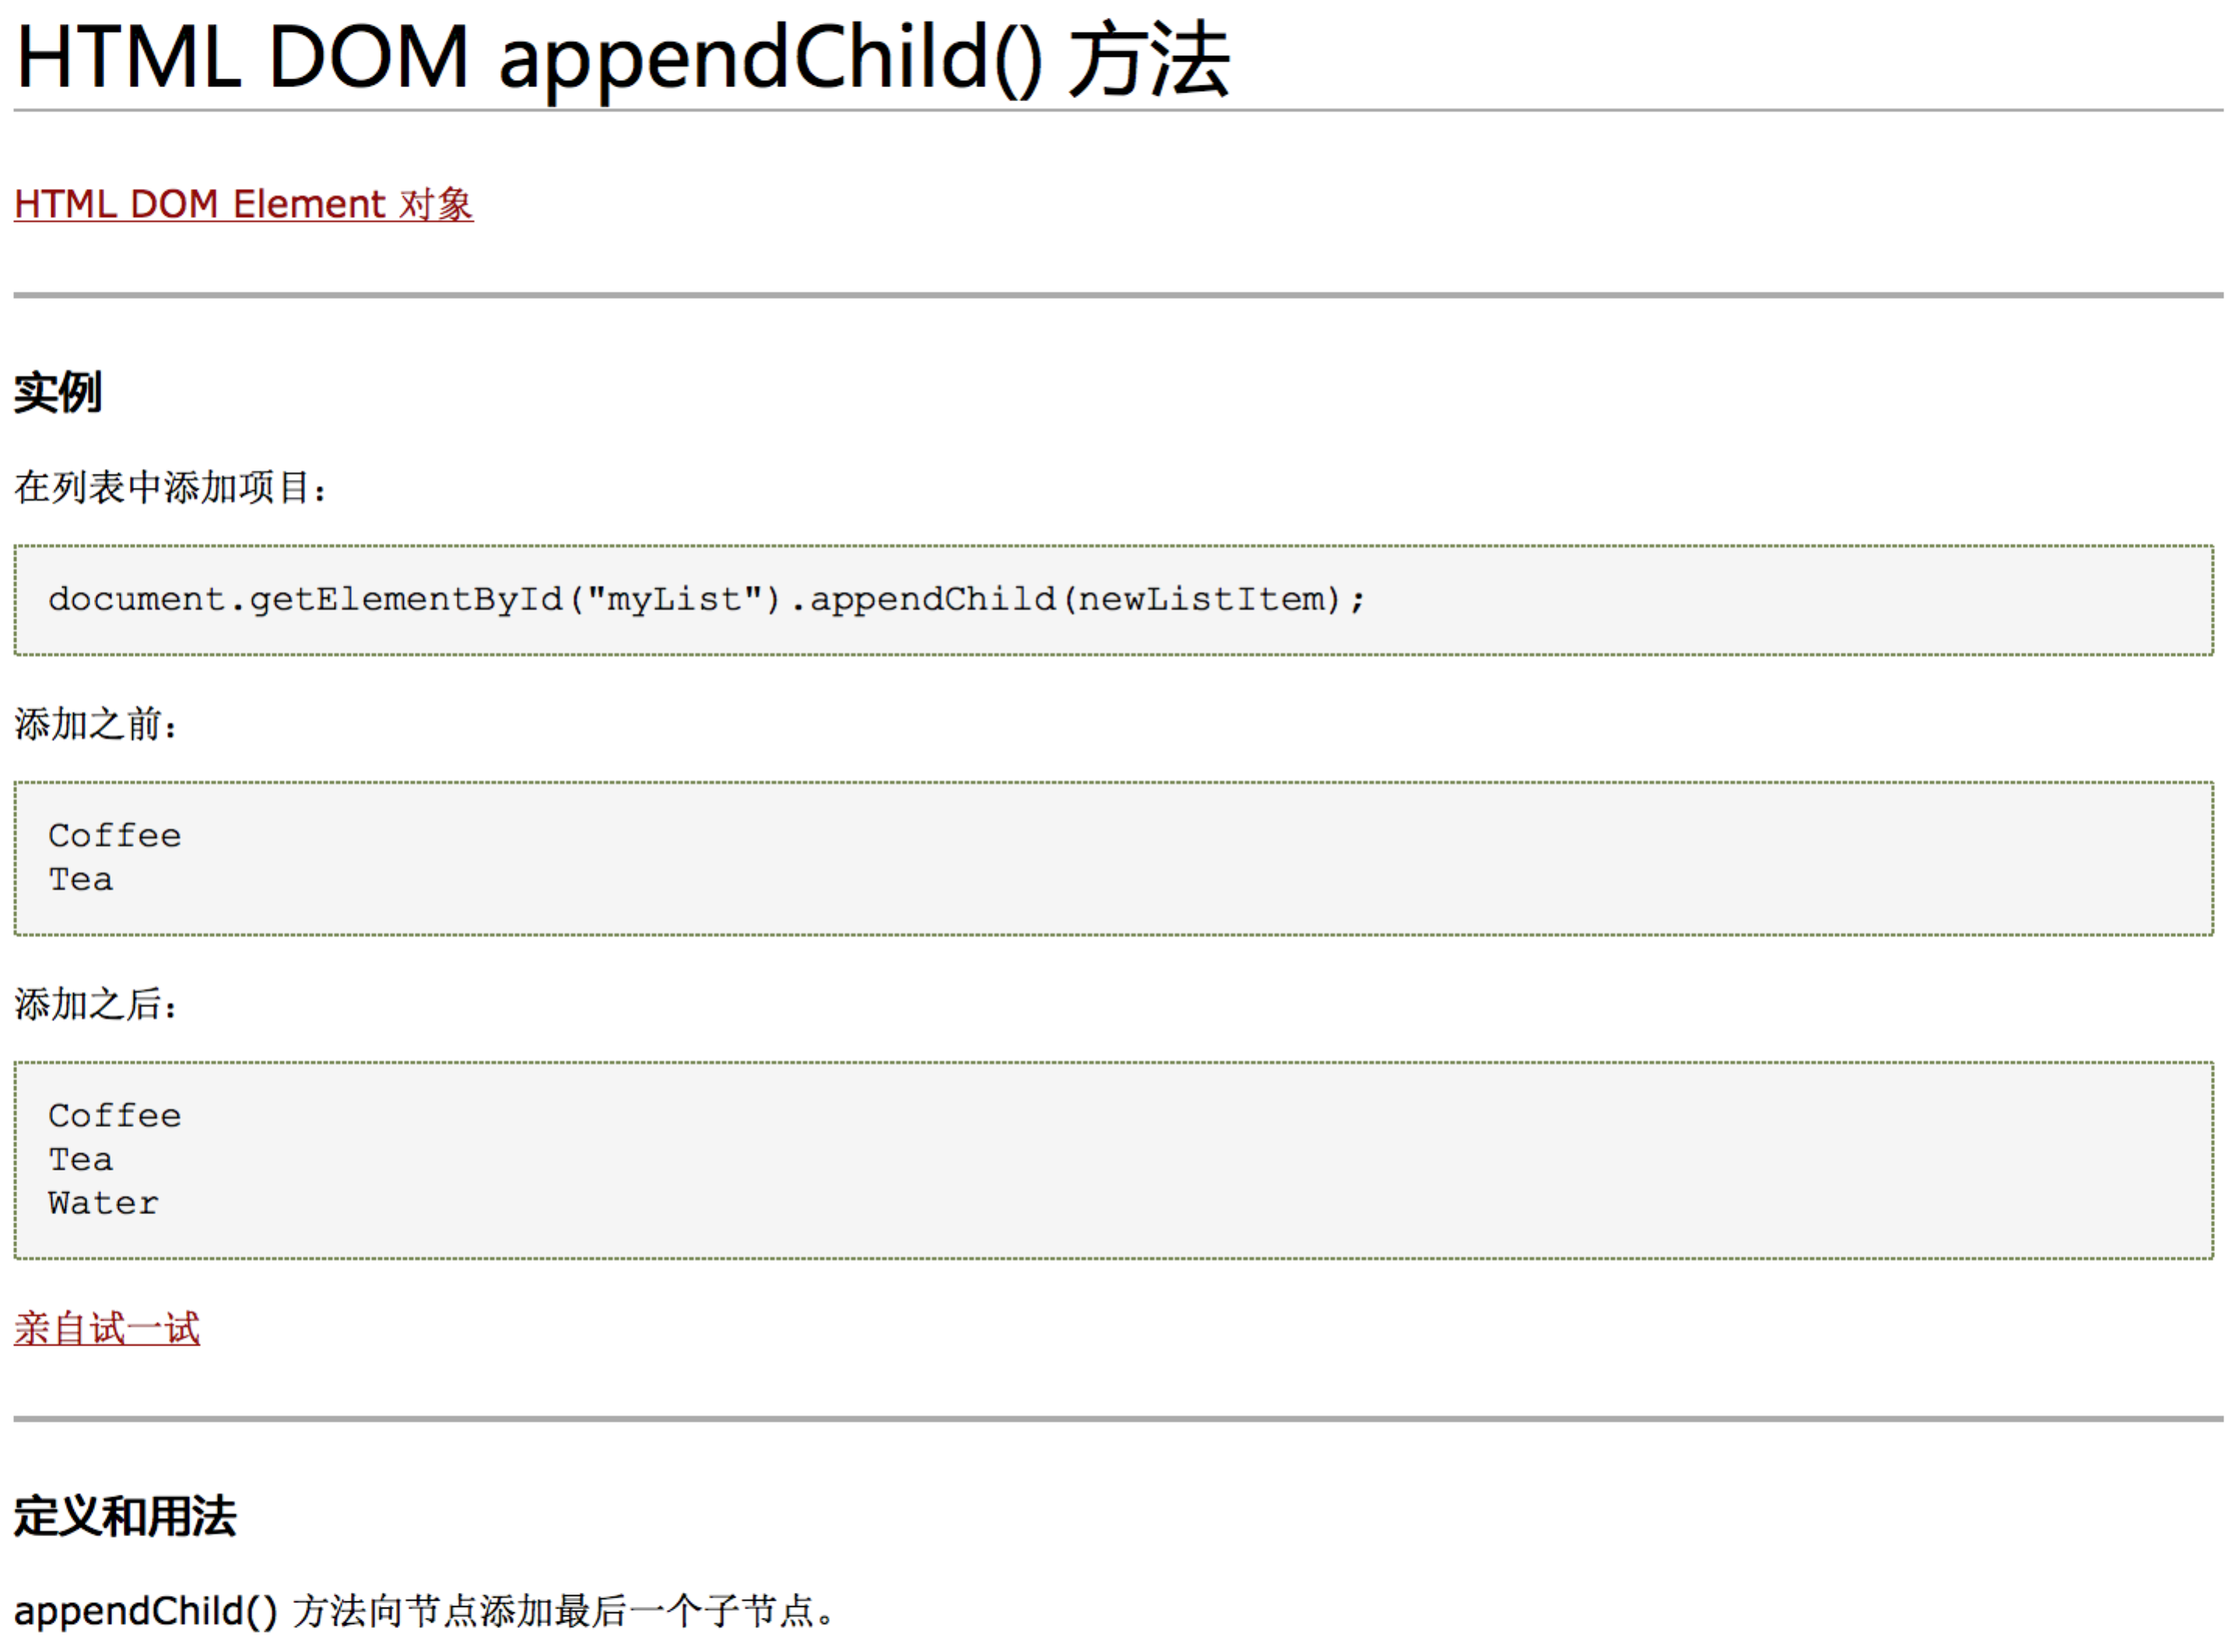 HTML DOM appendChild() 方法
HTML DOM Element 对象
实例
在列表中添加项目：
document.getElementById("myList").appendChild(newListItem);
添加之前：
Coffee
Tea
添加之后：
Coffee
Tea
Water
亲自试一试
定义和用法
appendChild() 方法向节点添加最后一个子节点。